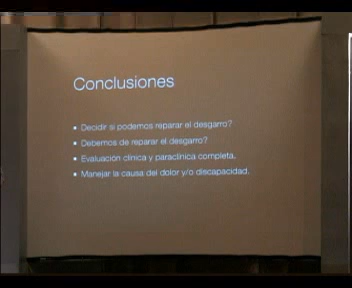 Conclusiones
• Decidir si podemos reparar el desgarro?
• Debemos de reparar el desgarro?
• Evaluación clínica y paraclínica completa.
• Manejar la causa del dolor y/o discapacidad.